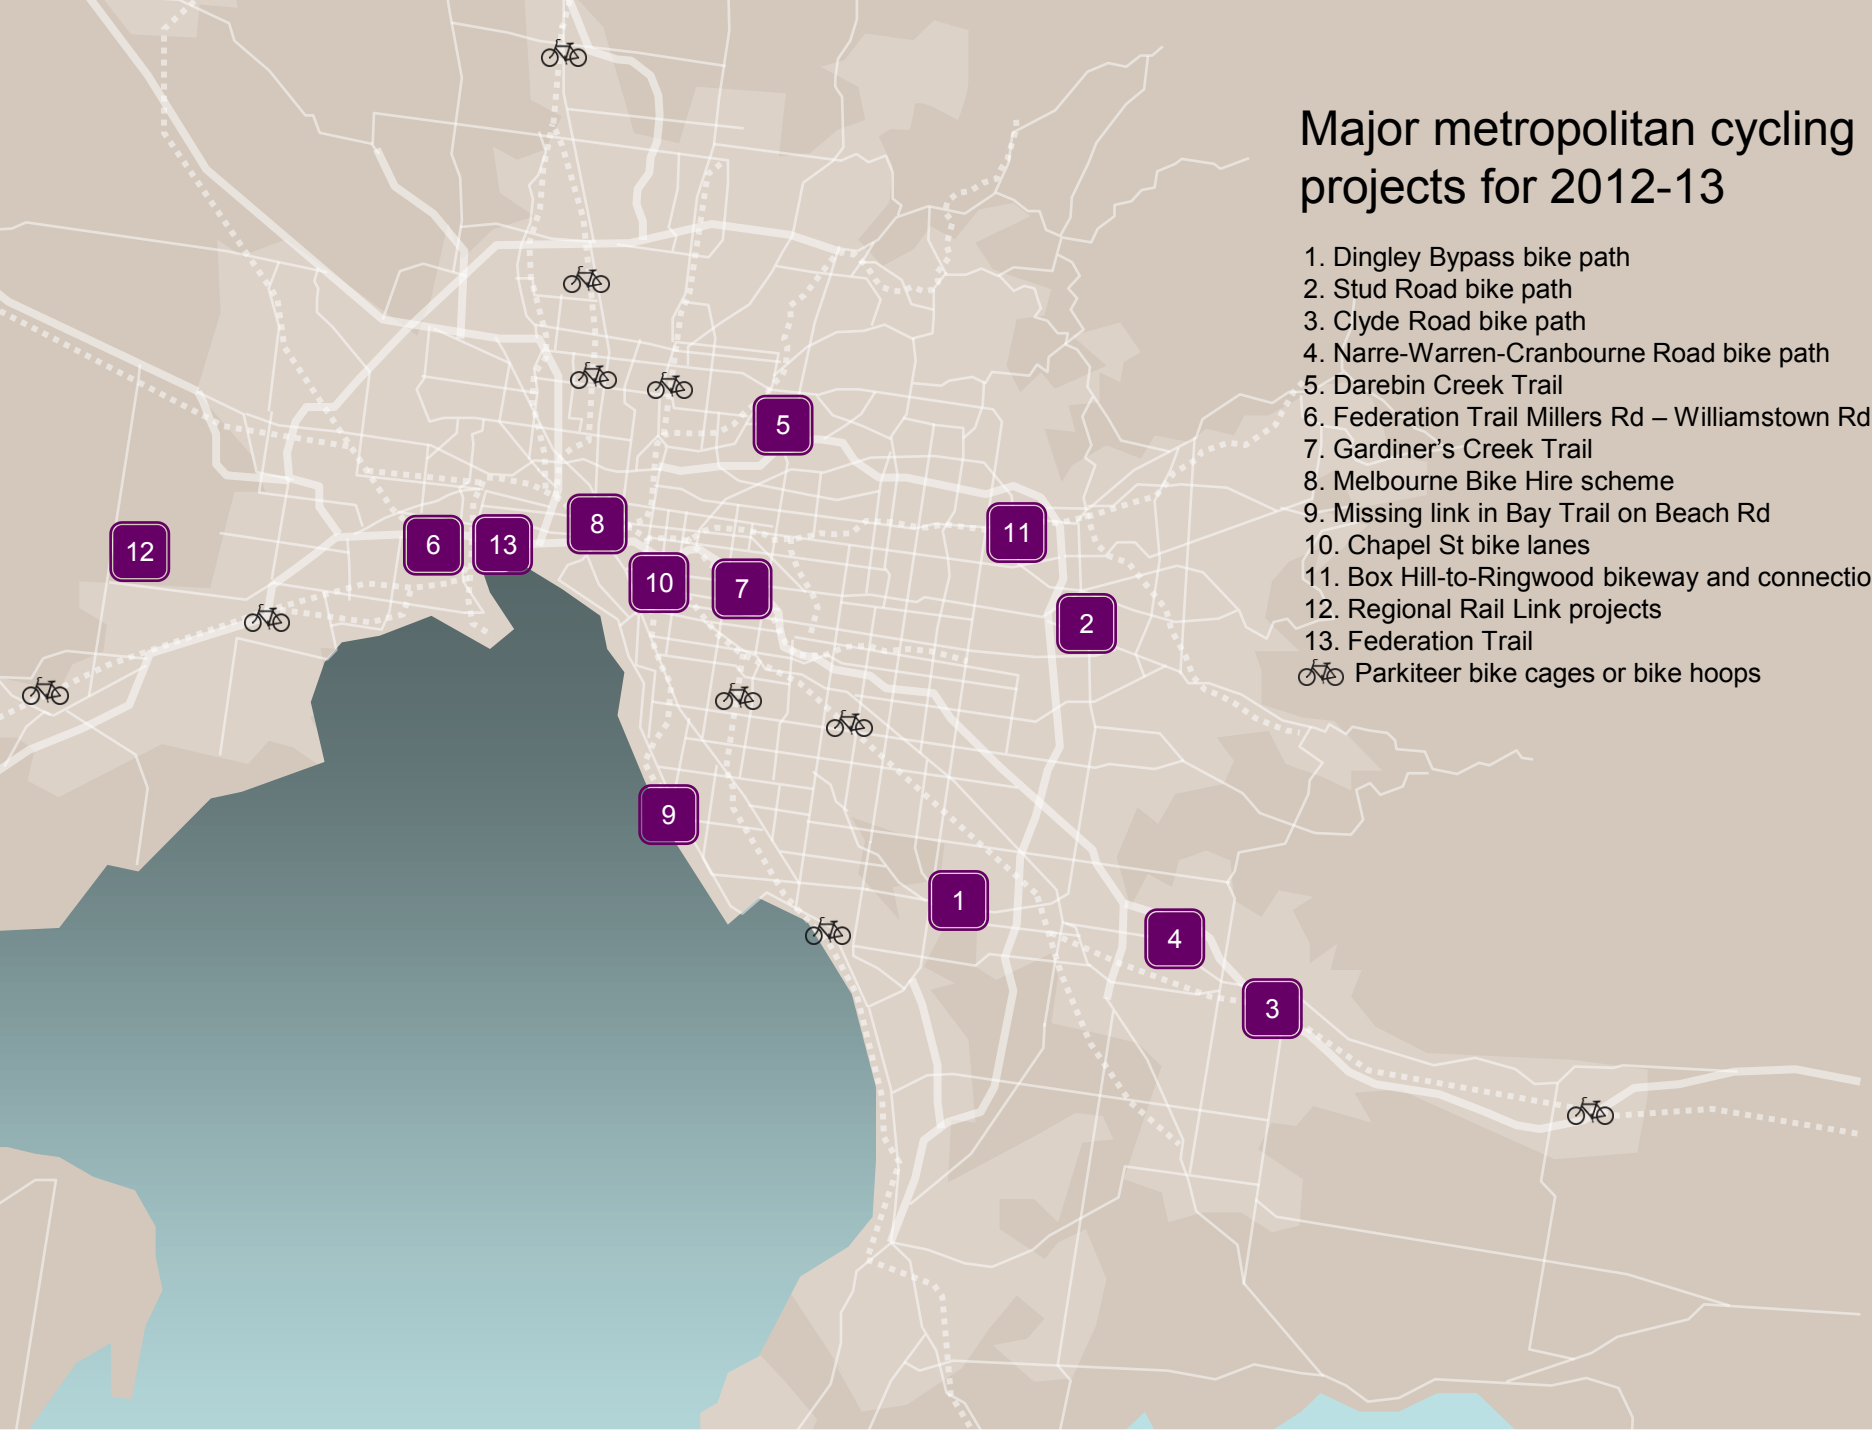 Major metropolitan cycling
projects for 2012-13
1. Dingley Bypass bike path
2. Stud Road bike path
3. Clyde Road bike path
4. Narre-Warren-Cranbourne Road bike path
5. Darebin Creek Trail
6. Federation Trail Millers Rd – Williamstown Rd
7. Gardiner's Creek Trail
8. Melbourne Bike Hire scheme
9. Missing link in Bay Trail on Beach Rd
10. Chapel St bike lanes
11. Box Hill-to-Ringwood bikeway and connectio
12. Regional Rail Link projects
13. Federation Trail
Parkiteer bike cages or bike hoops
5
8
11
12
6
13
10
7
2
9
1
4
3